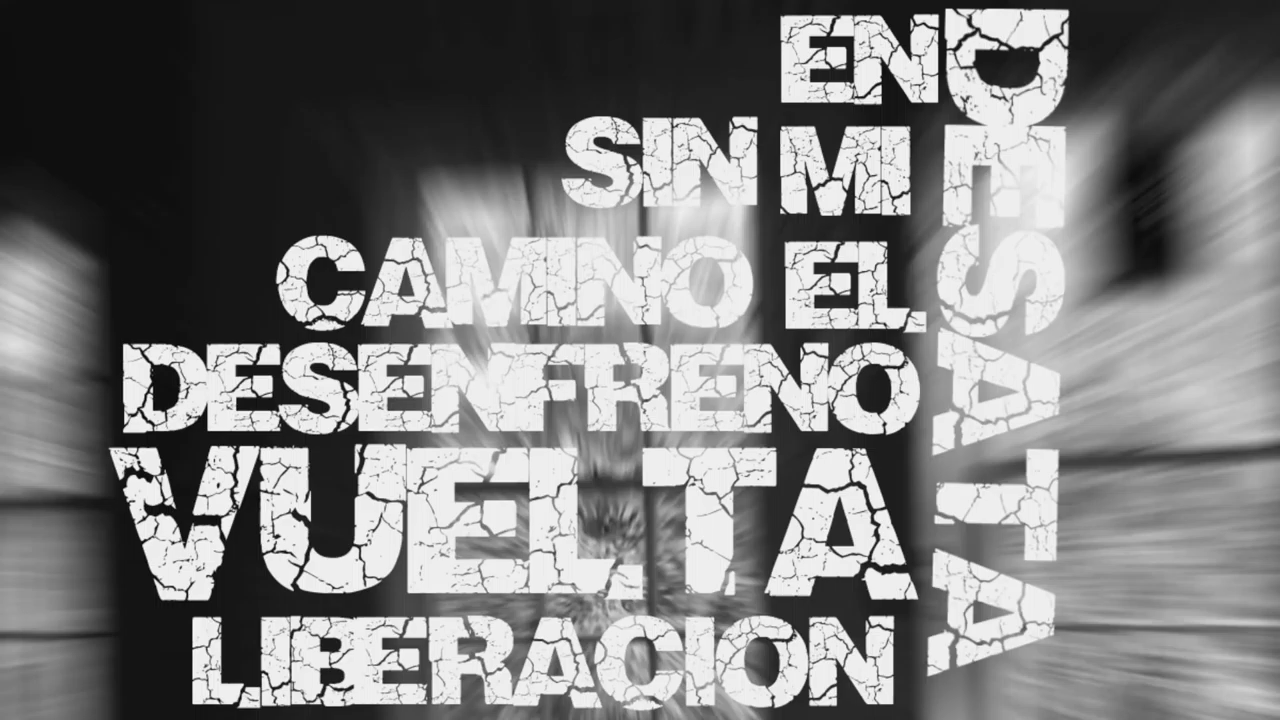 EN
SIN MI
CAMINO EL
DESENFRENO
VUELTA
LIBERACION
DESATA